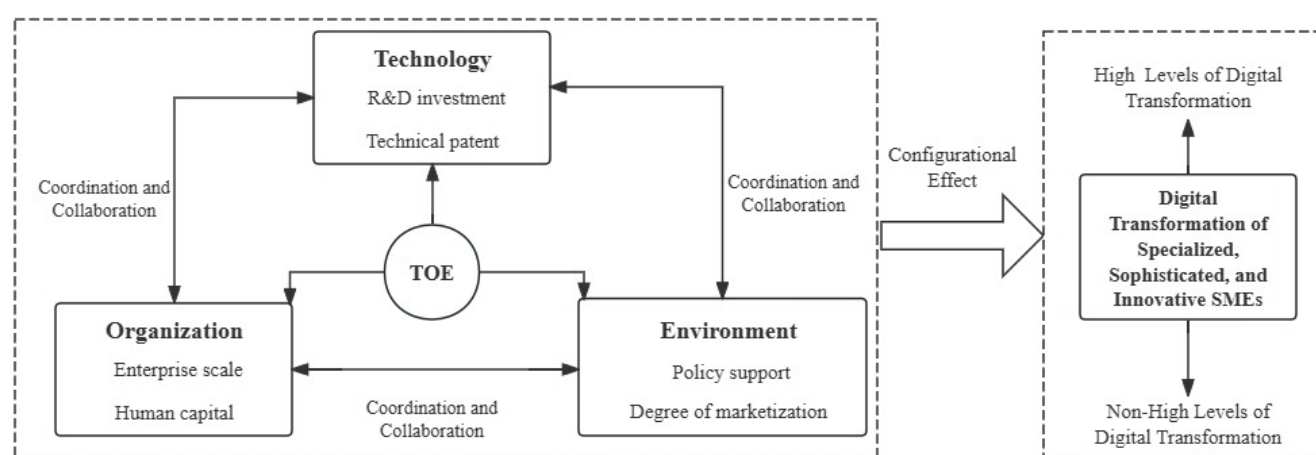 Technology
R&D investment
Technical patent
Coordination and
Collaboration
Coordination and
Collaboration
TOE
Organization
Enterprise scale
Human capital
Coordination and
Collaboration
Environment
Policy support
Degree of marketization
Configurational
Effect
High Levels of Digital
Transformation
Digital
Transformation of
Specialized,
Sophisticated, and
Innovative SMEs
Non-High Levels of
Digital Transformation